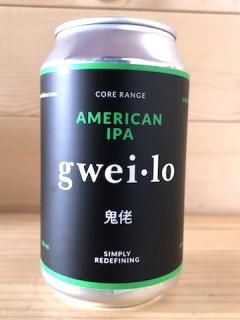 CORE RANGE
AMERICAN
IPA
gwei·lo
鬼佬
SIMPLY
REDEFINING